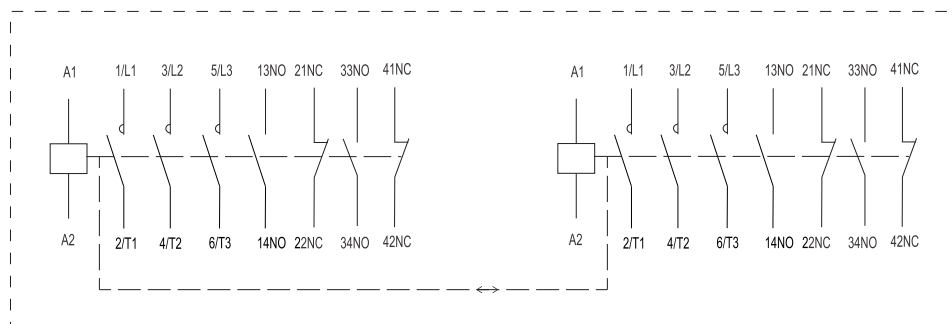 A1 1/L1 3/L2 5/L3 13NO 21NC 33NO 41NC A1 1/L1 3/L2 5/L3 13NO 21NC 33NO 41NC
A2 2/T1 4/T2 6/T3 14NO 22NC 34NO 42NC A2 2/T1 4/T2 6/T3 14NO 22NC 34NO 42NC